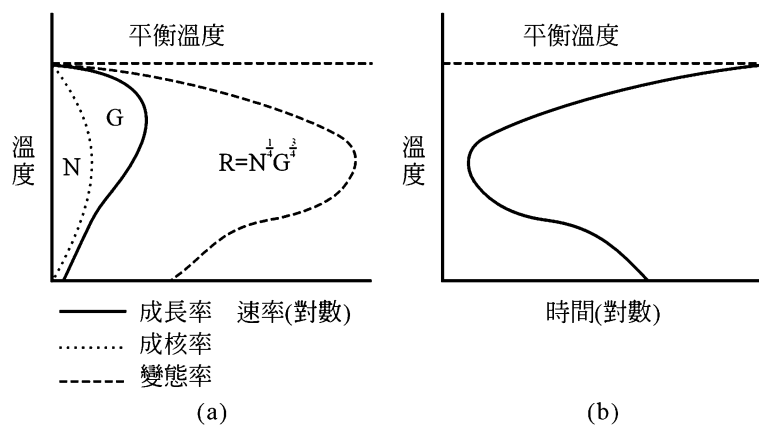 平衡溫度
溫度
G
N
R=N^{1/4}G^{3/4}
成長率
速率(對數)
成核率
變態率
(a)
平衡溫度
溫度
時間(對數)
(b)